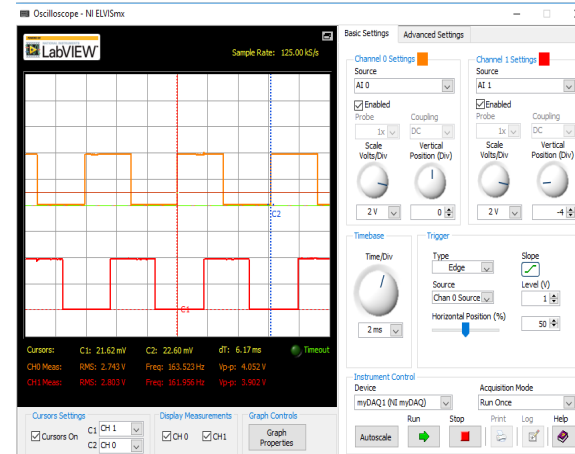 Oscilloscope - NI ELVISmx
LabVIEW
Sample Rate: 125.00 kS/s
C2
C1
Cursors: C1: 21.62 mV C2: 22.60 mV dT: 6.17 ms Timeout
CH0 Meas: RMS: 2.743 V Freq: 163.523 Hz Vp-p: 4.052 V
CH1 Meas: RMS: 2.803 V Freq: 161.956 Hz Vp-p: 3.902 V
Cursors Settings
Cursors On C1 CH 1
C2 CH 0
Display Measurements
CH 0 CH1
Graph Controls
Graph
Properties
Basic Settings Advanced Settings
Channel 0 Settings
Source
AI 0
Enabled
Probe Coupling
1x DC
Scale Vertical
Volts/Div Position (Div)
2 V 0
Channel 1 Settings
Source
AI 1
Enabled
Probe Coupling
1x DC
Scale Vertical
Volts/Div Position (Div)
2 V -4
Timebase
Time/Div
2 ms
Trigger
Type Slope
Edge
Source Level (V)
Chan 0 Source 1
Horizontal Position (%)
50
Instrument Control
Device Acquisition Mode
myDAQ1 (NI myDAQ) Run Once
Run Stop Print Log Help
Autoscale